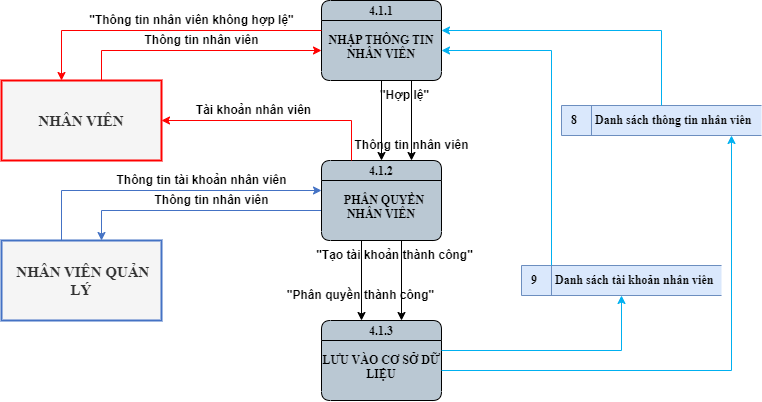 "Thông tin nhân viên không hợp lệ"
4.1.1
Thông tin nhân viên
NHẬP THÔNG TIN
NHÂN VIÊN
"Hợp lệ"
Tài khoản nhân viên
NHÂN VIÊN
8
Danh sách thông tin nhân viên
Thông tin nhân viên
4.1.2
Thông tin tài khoản nhân viên
Thông tin nhân viên
PHÂN QUYỀN
NHÂN VIÊN
"Tạo tài khoản thành công"
NHÂN VIÊN QUẢN
LÝ
9
Danh sách tài khoản nhân viên
"Phân quyền thành công"
4.1.3
LƯU VÀO CƠ SỞ DỮ
LIỆU